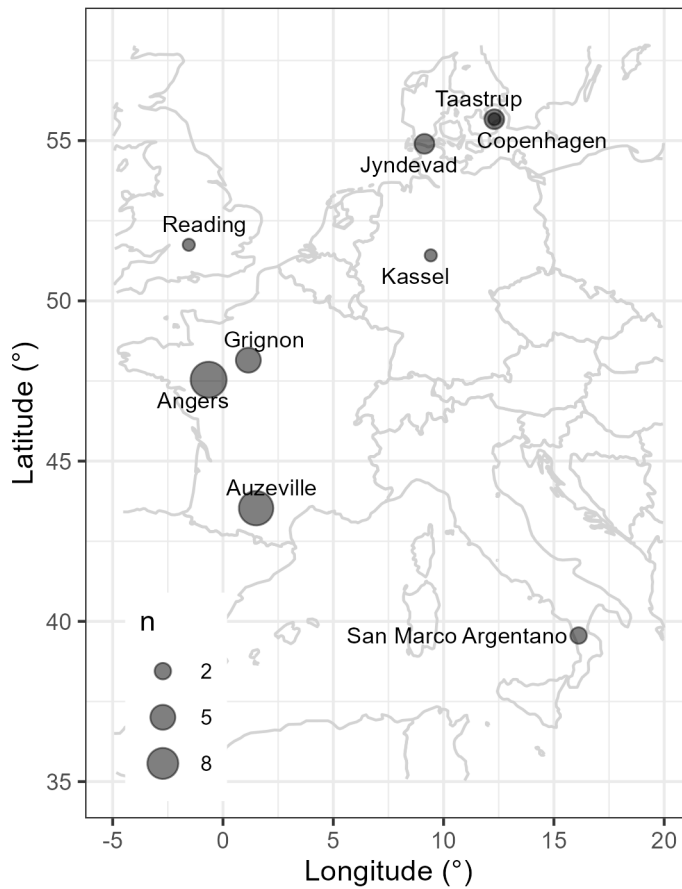 Taastrup
Copenhagen
Jyndevad
Reading
Kassel
Grignon
Angers
Auzeville
San Marco Argentano
n
2
5
8
55
50
45
40
35
Latitude (°)
-5 0 5 10 15 20
Longitude (°)